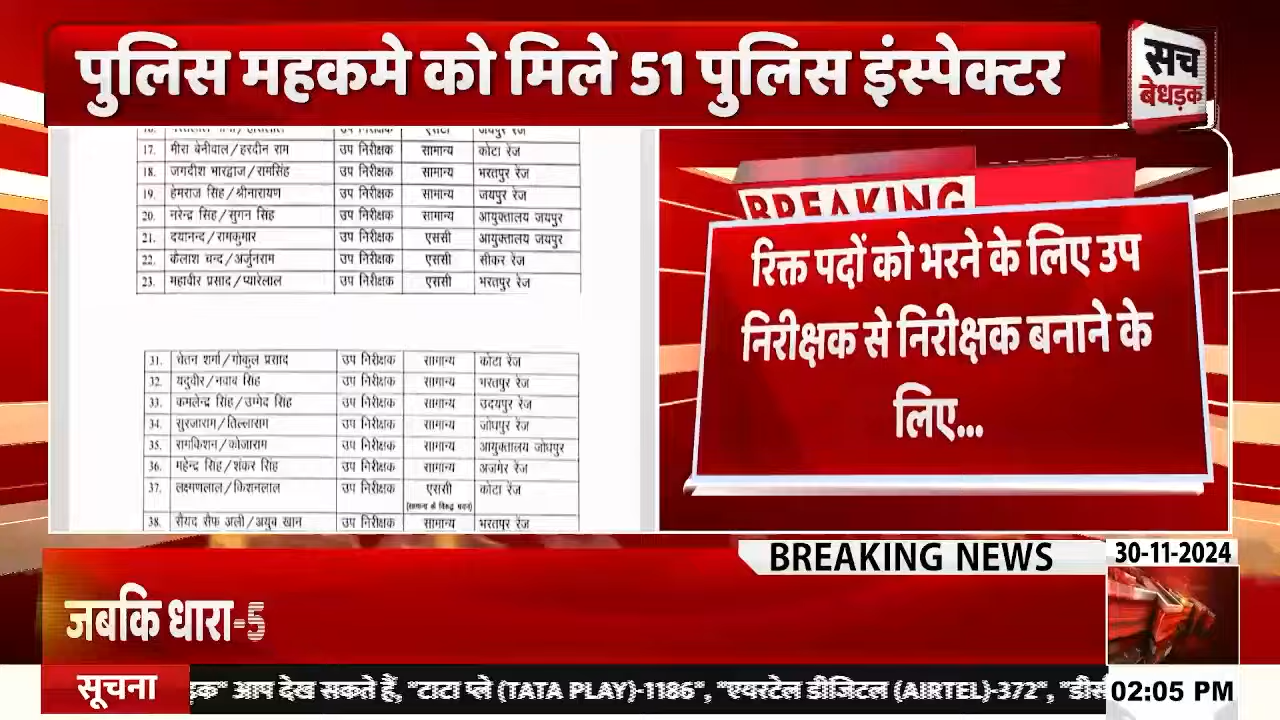 पुलिस महकमे को मिले 51 पुलिस इंस्पेक्टर
सच
बेधड़क
17. मीरा बेनीवाल/हरदीन राम उप निरीक्षक सामान्य कोटा रेंज
18. जगदीश भारद्वाज/रामसिंह उप निरीक्षक सामान्य भरतपुर रेंज
19. हेमराज सिंह/श्रीनारायण उप निरीक्षक सामान्य जयपुर रेंज
20. नरेन्द्र सिंह/सुगन सिंह उप निरीक्षक सामान्य आयुक्तालय जयपुर
21. दयानन्द/रामकुमार उप निरीक्षक एससी आयुक्तालय जयपुर
22. कैलाश चन्द/अर्जुनराम उप निरीक्षक एससी सीकर रेंज
23. महावीर प्रसाद/प्यारेलाल उप निरीक्षक एससी भरतपुर रेंज
31. चेतन शर्मा/गोकुल प्रसाद उप निरीक्षक सामान्य कोटा रेंज
32. यदुवीर/नवाब सिंह उप निरीक्षक सामान्य भरतपुर रेंज
33. कमलेन्द्र सिंह/उम्मेद सिंह उप निरीक्षक सामान्य उदयपुर रेंज
34. सुरजाराम/तिल्लाराम उप निरीक्षक सामान्य जोधपुर रेंज
35. रामकिशन/कोजाराम उप निरीक्षक सामान्य आयुक्तालय जोधपुर
36. महेन्द्र सिंह/शंकर सिंह उप निरीक्षक सामान्य अजमेर रेंज
37. लक्ष्मणलाल/किशनलाल उप निरीक्षक एससी कोटा रेंज
(सामान्य के विरुद्ध चयन)
38. सैयद सैफ अली/अयुब खान उप निरीक्षक सामान्य भरतपुर रेंज
BREAKING
रिक्त पदों को भरने के लिए उप
निरीक्षक से निरीक्षक बनाने के
लिए...
BREAKING NEWS
30-11-2024
जबकि धारा-5
सूचना
आप देख सकते हैं, "टाटा प्ले (TATA PLAY)-1186", "एयरटेल डीजिटल (AIRTEL)-372",
02:05 PM